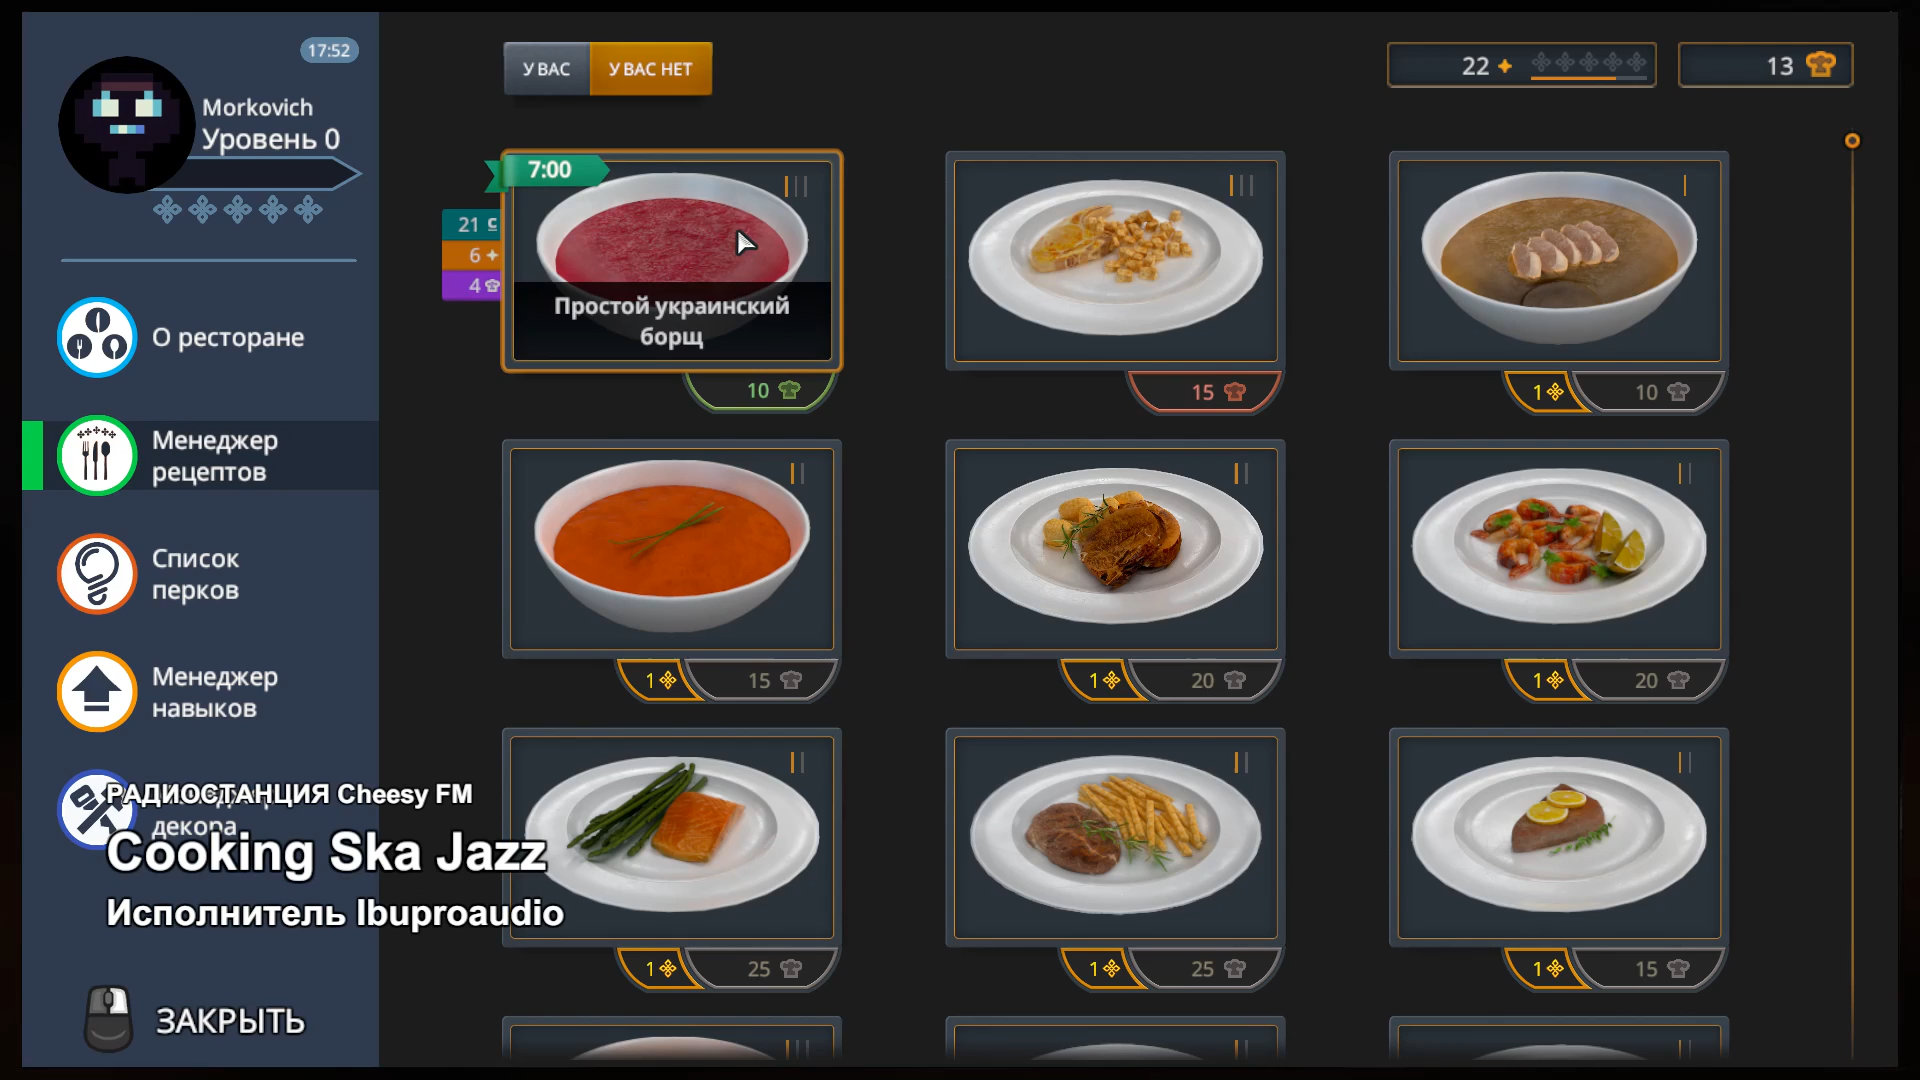 17:52
Morkovich
Уровень 0
О ресторане
Менеджер
рецептов
Список
перков
Менеджер
навыков
декора
РАДИОСТАНЦИЯ Cheesy FM
Cooking Ska Jazz
Исполнитель Ibuproaudio
ЗАКРЫТЬ
У ВАС
У ВАС НЕТ
22
13
7:00
21
6
4
Простой украинский
борщ
10
15
1
10
1
15
1
20
1
20
1
25
1
25
1
15